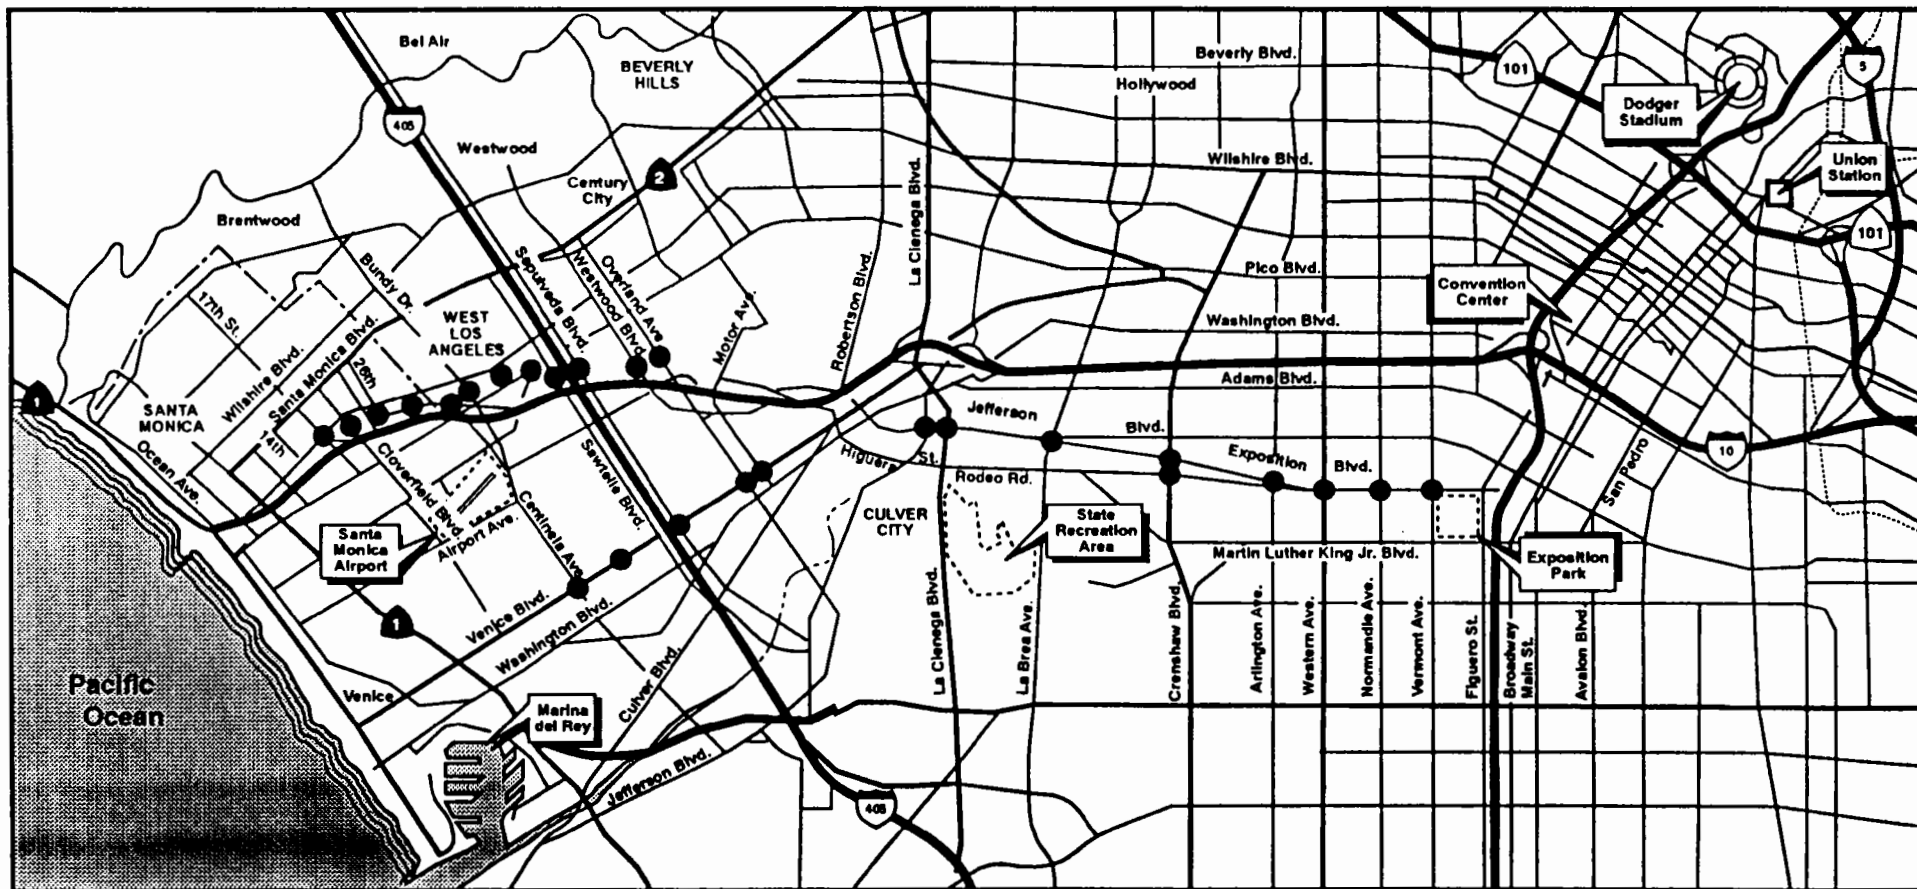 Bel Air
BEVERLY
HILLS
Beverly Blvd.
Hollywood
101
5
Dodger
Stadium
405
Westwood
Century
City
2
La Cienega Blvd.
Wilshire Blvd.
Union
Station
101
Brentwood
Bundy Dr.
Sepulveda Blvd.
Westwood Blvd.
Overland Ave
Motor Ave.
Robertson Blvd.
Pico Blvd.
Convention
Center
17th St.
Wilshire Blvd.
Santa Monica Blvd.
26th
14th
WEST
LOS
ANGELES
Washington Blvd.
Adams Blvd.
1
SANTA
MONICA
Ocean Ave.
Cloverfield Blvd.
Airport Ave.
Centinela Ave.
Sawtelle Blvd.
Jefferson
Blvd.
Higuera
St.
Rodeo Rd.
Exposition
Blvd.
10
San Pedro
CULVER
CITY
State
Recreation
Area
Santa
Monica
Airport
Martin Luther King Jr. Blvd.
Exposition
Park
1
Venice Blvd.
Washington Blvd.
Culver Blvd.
La Cienega Blvd.
La Brea Ave.
Crenshaw Blvd.
Arlington Ave.
Western Ave.
Normandie Ave.
Vermont Ave.
Figuero St.
Broadway
Main St.
Avalon Blvd.
Pacific
Ocean
Venice
Marina
del Rey
Jefferson Blvd.
405